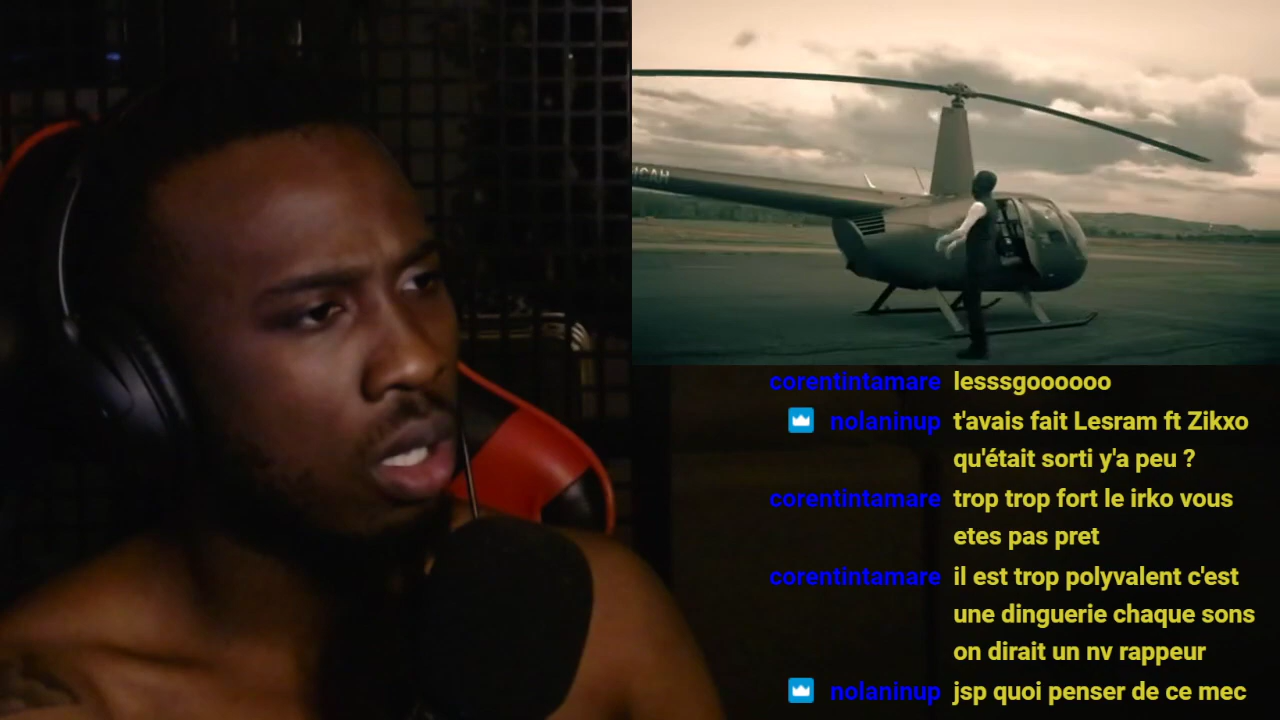 corentintamare lesssgoooooo
nolaninup t'avais fait Lesram ft Zikxo
qu'était sorti y'a peu ?
corentintamare trop trop fort le irko vous
etes pas pret
corentintamare il est trop polyvalent c'est
une dinguerie chaque sons
on dirait un nv rappeur
nolaninup jsp quoi penser de ce mec